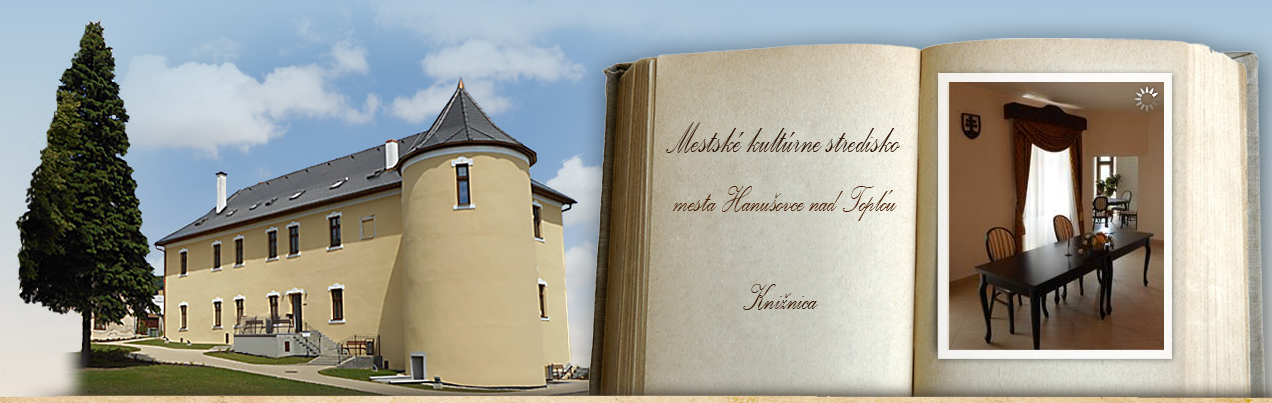 Mestské kultúrne stredisko
mesta Hanušovce nad Topľou
Knižnica